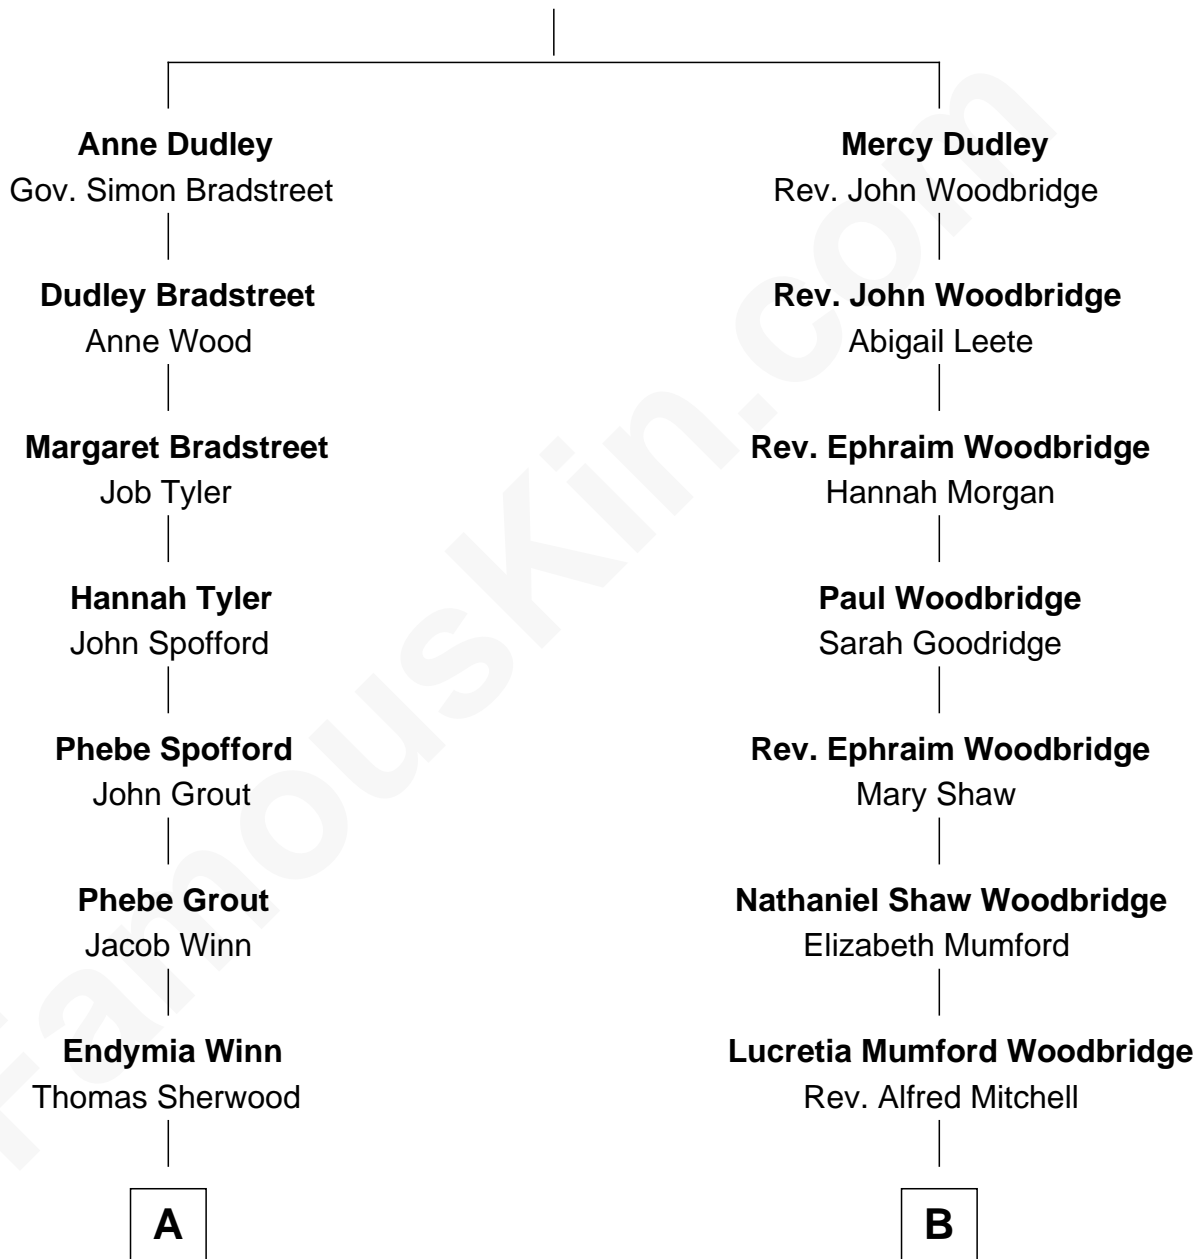 Anne Dudley
Gov. Simon Bradstreet
Dudley Bradstreet
Anne Wood
Margaret Bradstreet
Job Tyler
Hannah Tyler
John Spofford
Phebe Spofford
John Grout
Phebe Grout
Jacob Winn
Endymia Winn
Thomas Sherwood
A
Mercy Dudley
Rev. John Woodbridge
Rev. John Woodbridge
Abigail Leete
Rev. Ephraim Woodbridge
Hannah Morgan
Paul Woodbridge
Sarah Goodridge
Rev. Ephraim Woodbridge
Mary Shaw
Nathaniel Shaw Woodbridge
Elizabeth Mumford
Lucretia Mumford Woodbridge
Rev. Alfred Mitchell
B
FamousKin.com